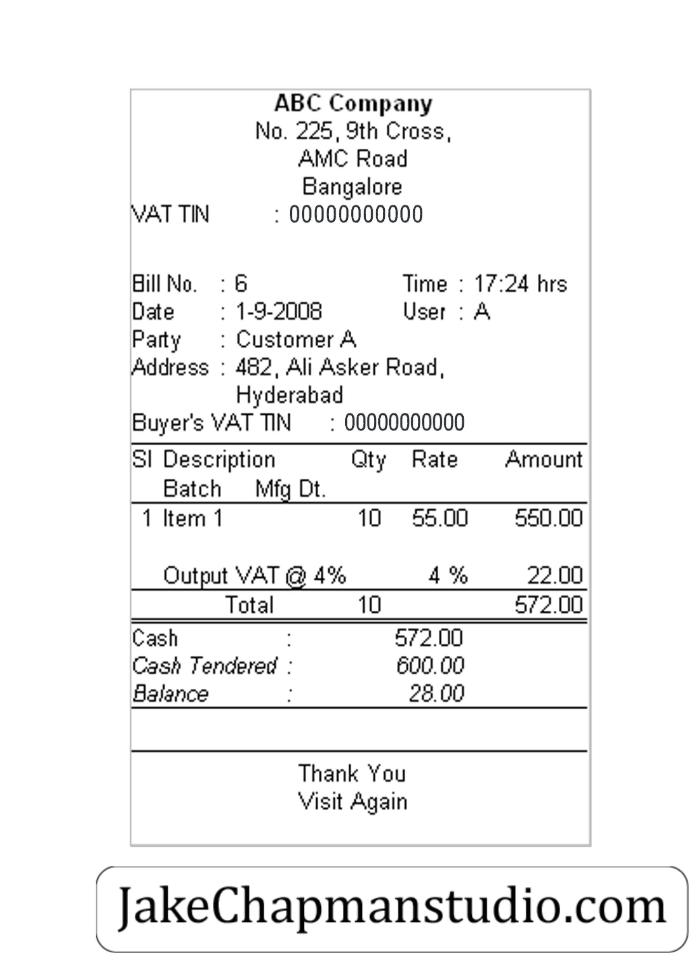 ABC Company
No. 225, 9th Cross,
AMC Road
Bangalore
VAT TIN : 00000000000
Bill No. : 6 Time : 17:24 hrs
Date : 1-9-2008 User : A
Party : Customer A
Address : 482, Ali Asker Road,
Hyderabad
Buyer's VAT TIN : 00000000000
Sl Description Qty Rate Amount
Batch Mfg Dt.
1 Item 1 10 55.00 550.00
Output VAT @ 4% 4 % 22.00
Total 10 572.00
Cash : 572.00
Cash Tendered : 600.00
Balance : 28.00
Thank You
Visit Again
JakeChapmanstudio.com